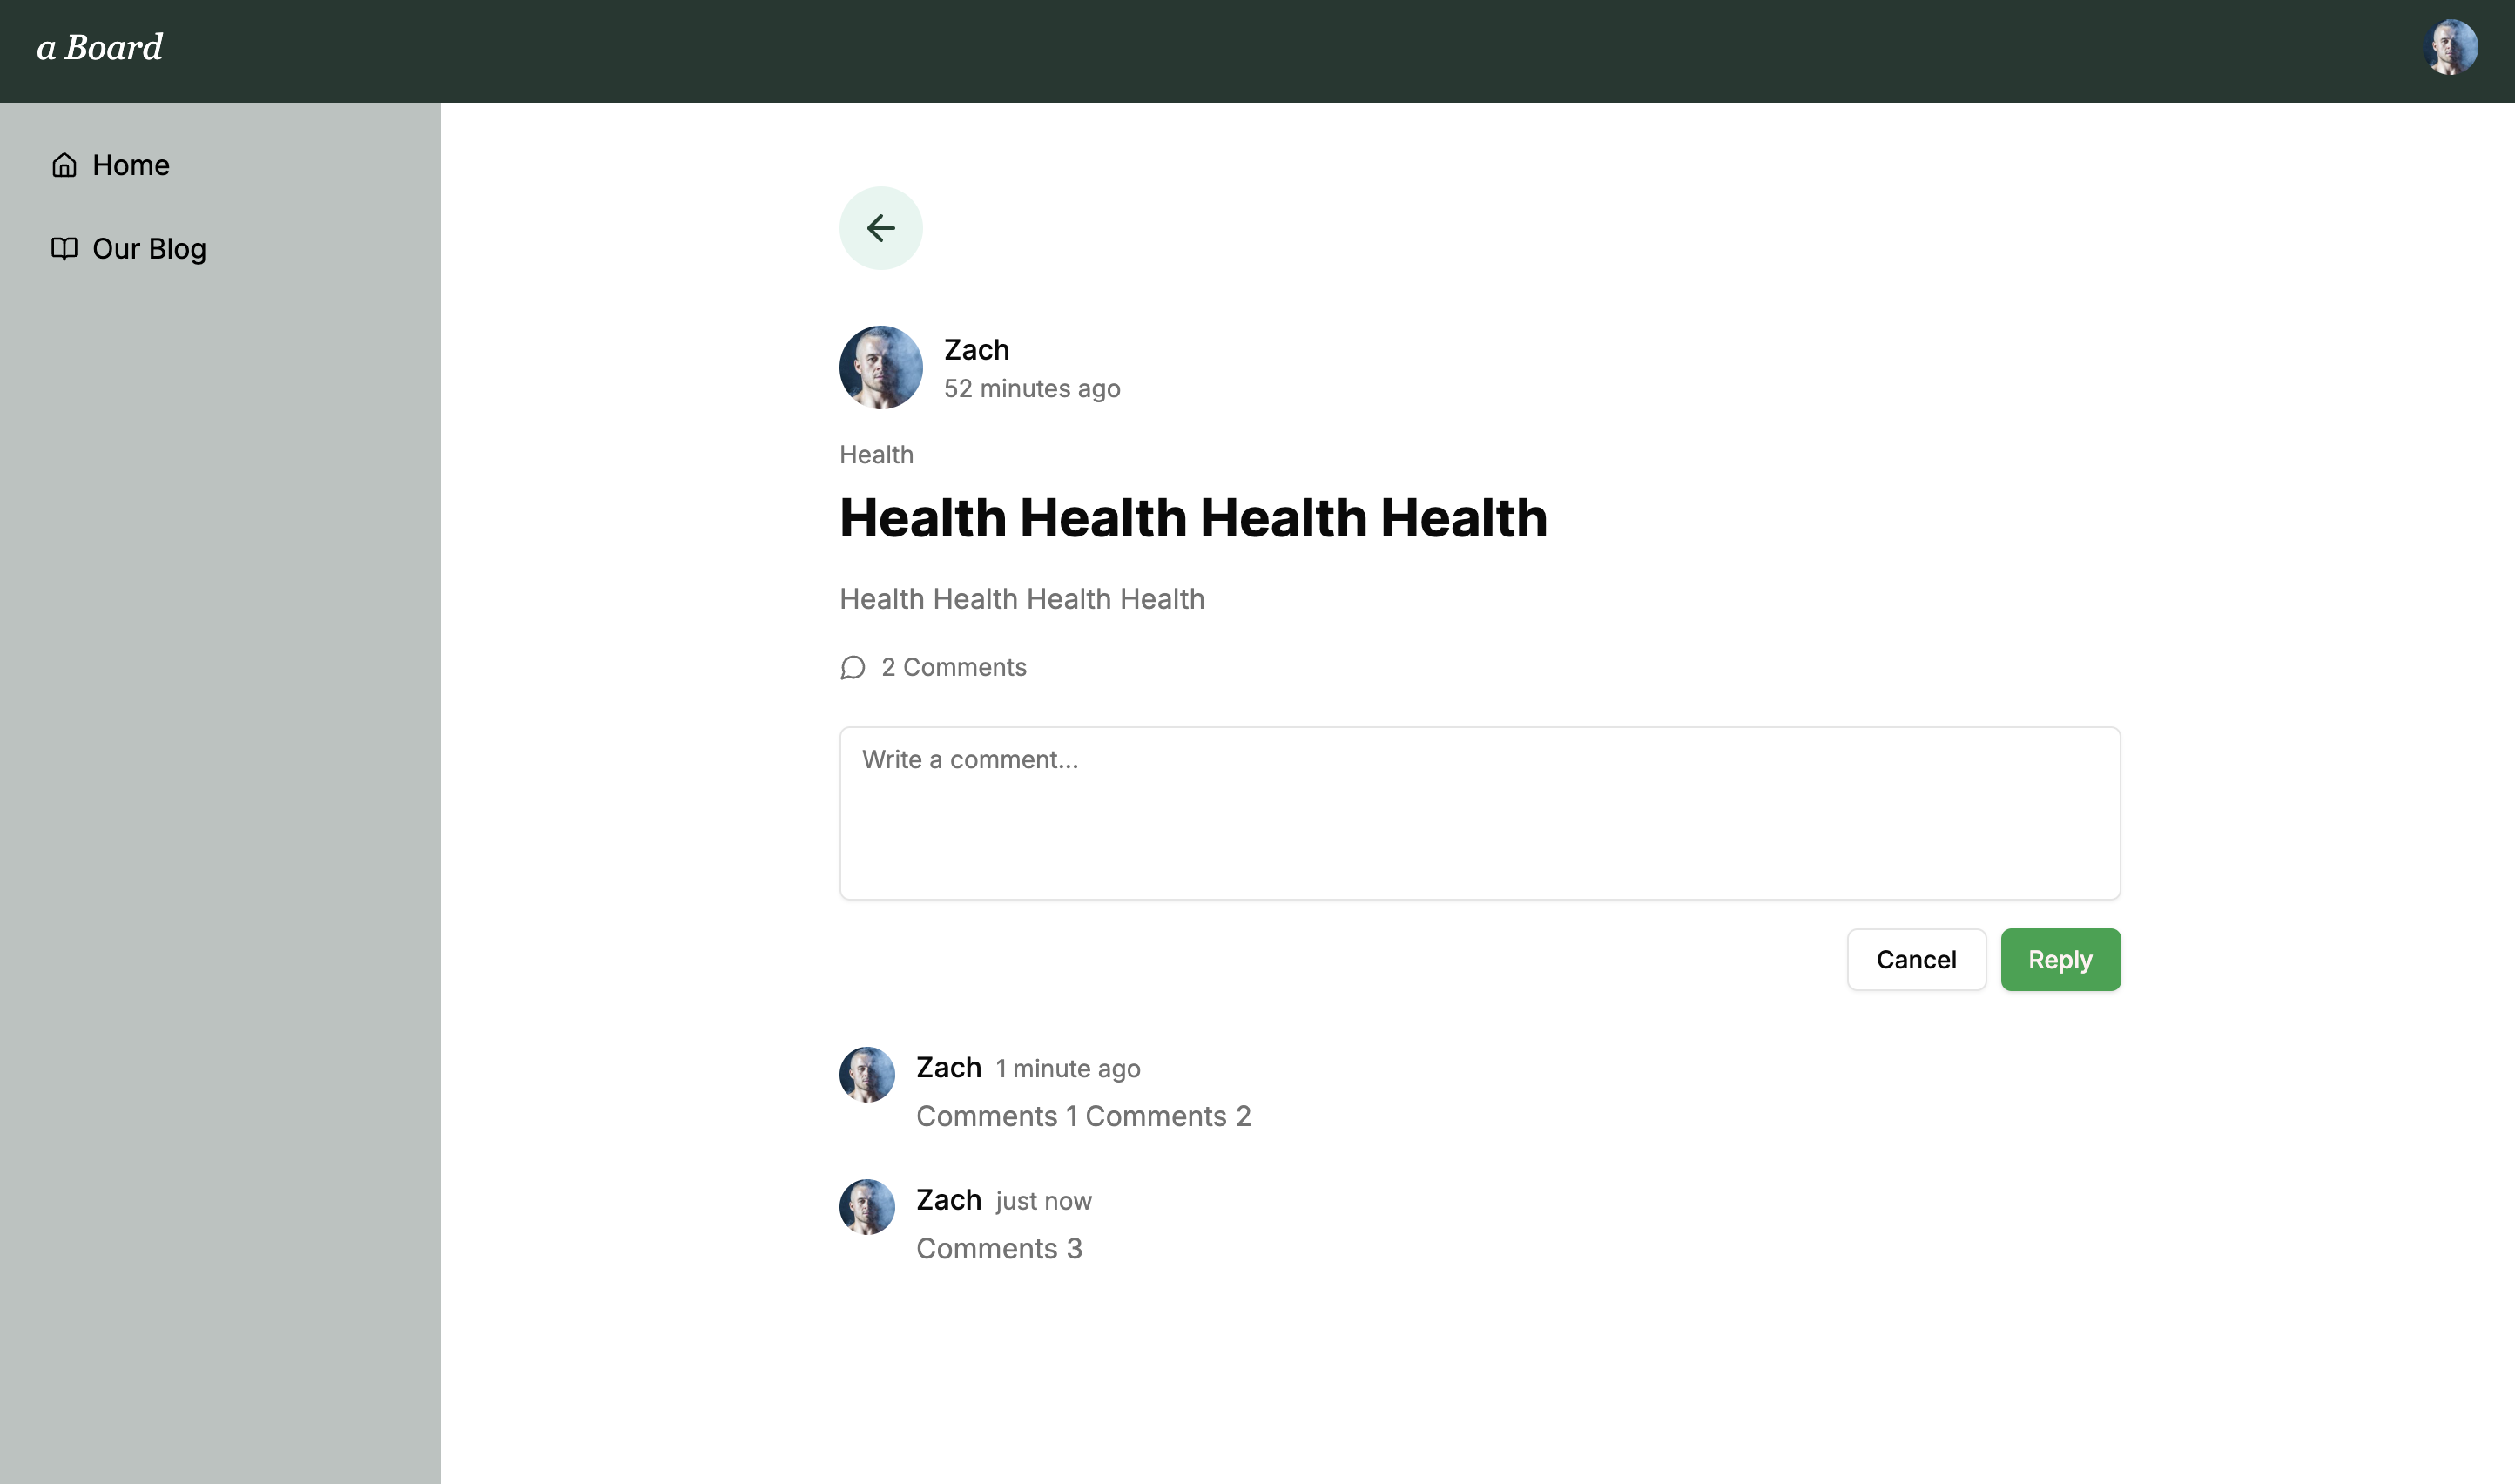 a Board
Home
Our Blog
Zach
52 minutes ago
Health
Health Health Health Health
Health Health Health Health
2 Comments
Write a comment...
Cancel
Reply
Zach 1 minute ago
Comments 1 Comments 2
Zach just now
Comments 3